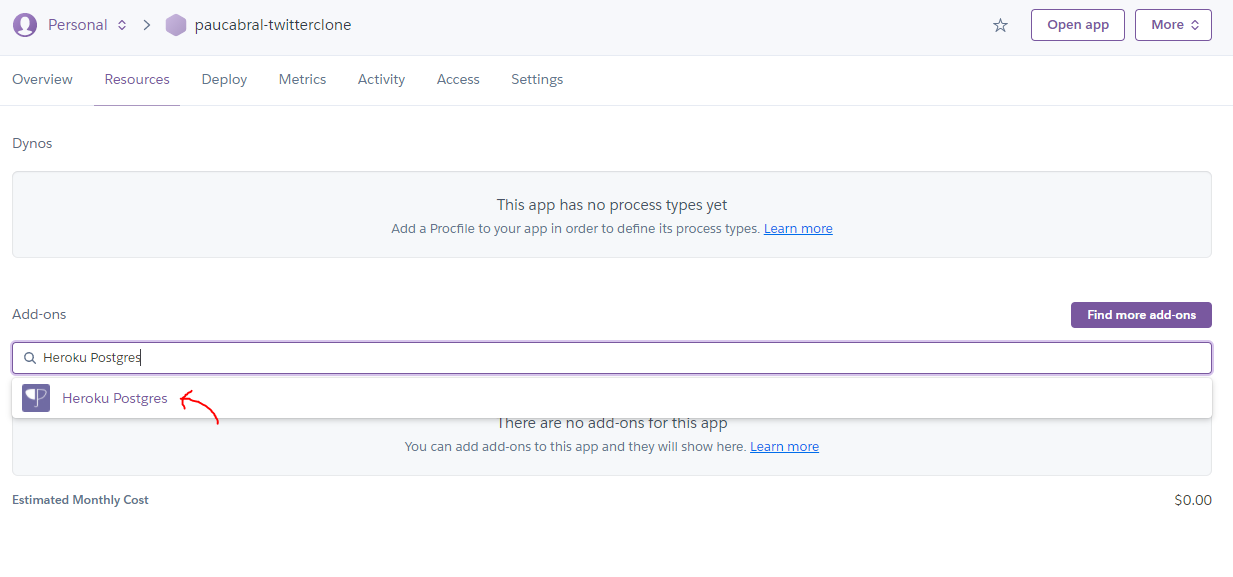 Personal paucabral-twitterclone Open app More
Overview Resources Deploy Metrics Activity Access Settings
Dynos
This app has no process types yet
Add a Procfile to your app in order to define its process types. Learn more
Add-ons Find more add-ons
Heroku Postgres
Heroku Postgres
There are no add-ons for this app
You can add add-ons to this app and they will show here. Learn more
Estimated Monthly Cost $0.00